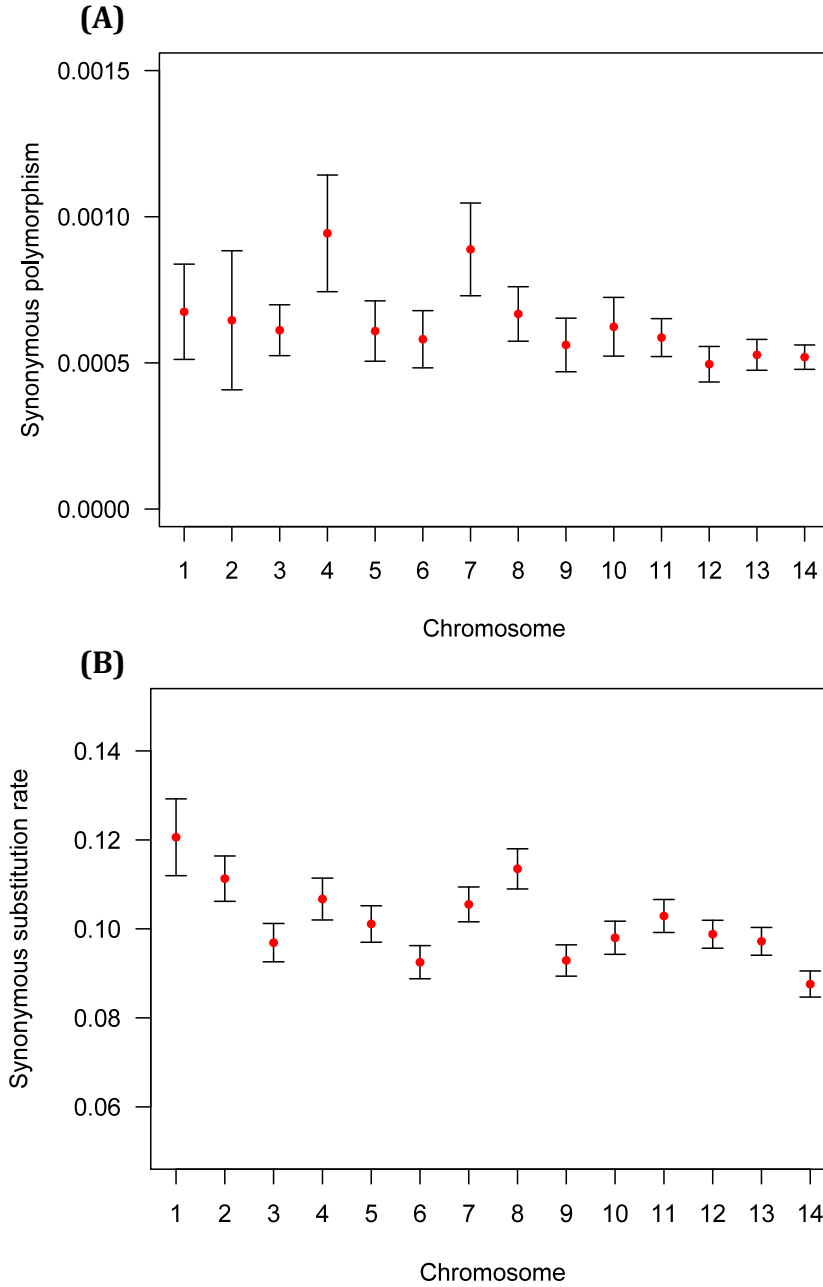 (A)
Synonymous polymorphism
0.0015
0.0010
0.0005
0.0000
1 2 3 4 5 6 7 8 9 10 11 12 13 14
Chromosome
(B)
Synonymous substitution rate
0.14
0.12
0.10
0.08
0.06
1 2 3 4 5 6 7 8 9 10 11 12 13 14
Chromosome